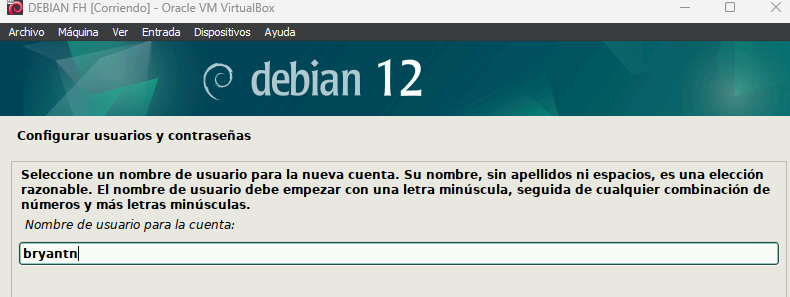 DEBIAN FH [Corriendo] - Oracle VM VirtualBox
Archivo Máquina Ver Entrada Dispositivos Ayuda
debian 12
Configurar usuarios y contraseñas
Seleccione un nombre de usuario para la nueva cuenta. Su nombre, sin apellidos ni espacios, es una elección
razonable. El nombre de usuario debe empezar con una letra minúscula, seguida de cualquier combinación de
números y más letras minúsculas.
Nombre de usuario para la cuenta:
bryantn